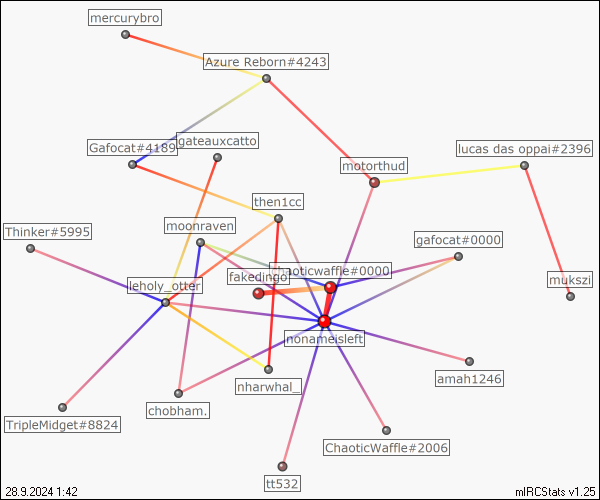 mercurybro
Azure Reborn#4243
gateauxcatto
Gafocat#4189
lucas das oppai#2396
motorthud
then1cc
moonraven
Thinker#5995
gafocat#0000
chaoticwaffle#0000
fakedingo
leholy_otter
mukszi
nonameisleft
amah1246
nharwhal_
chobham.
TripleMidget#8824
ChaoticWaffle#2006
tt532
28.9.2024 1:42
mIRCStats v1.25